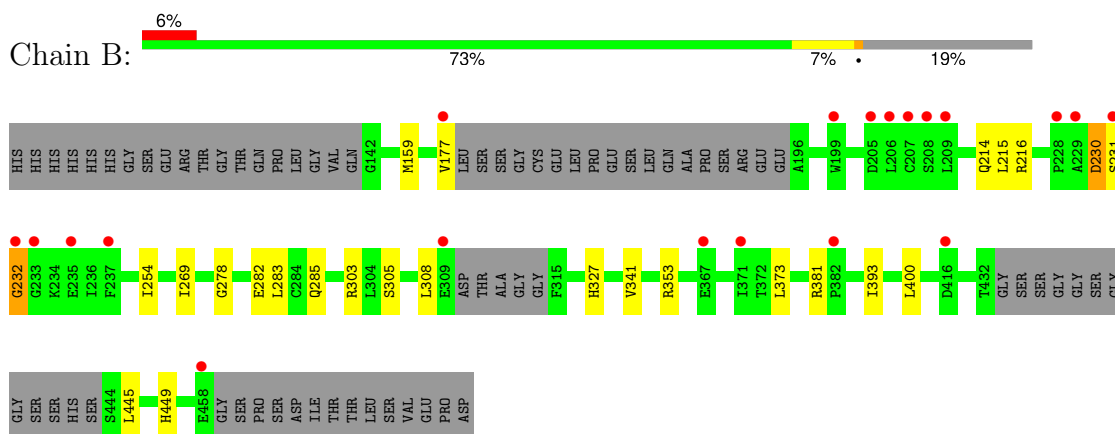 6%
Chain B:
73% 7% • 19%
HIS HIS HIS HIS HIS HIS GLY SER GLU ARG THR GLY THR GLN PRO LEU GLY VAL GLN G142 M159 V177 LEU SER SER GLY CYS GLU LEU PRO GLU SER LEU GLN ALA PRO SER ARG GLU GLU A196 W199 D205 L206 C207 S208 L209 Q214 L215 R216 P228 A229 D230 S231
G232 G233 K234 E235 I236 F237 I254 I269 G278 E282 L283 C284 Q285 R303 L304 S305 L308 E309 ASP THR ALA GLY GLY F315 H327 V341 R353 E367 I371 T372 L373 R381 P382 I393 L400 D416 T432 GLY SER SER GLY GLY SER GLY
GLY SER SER HIS SER S444 L445 H449 E458 GLY SER PRO SER ASP ILE THR THR LEU SER VAL GLU PRO ASP